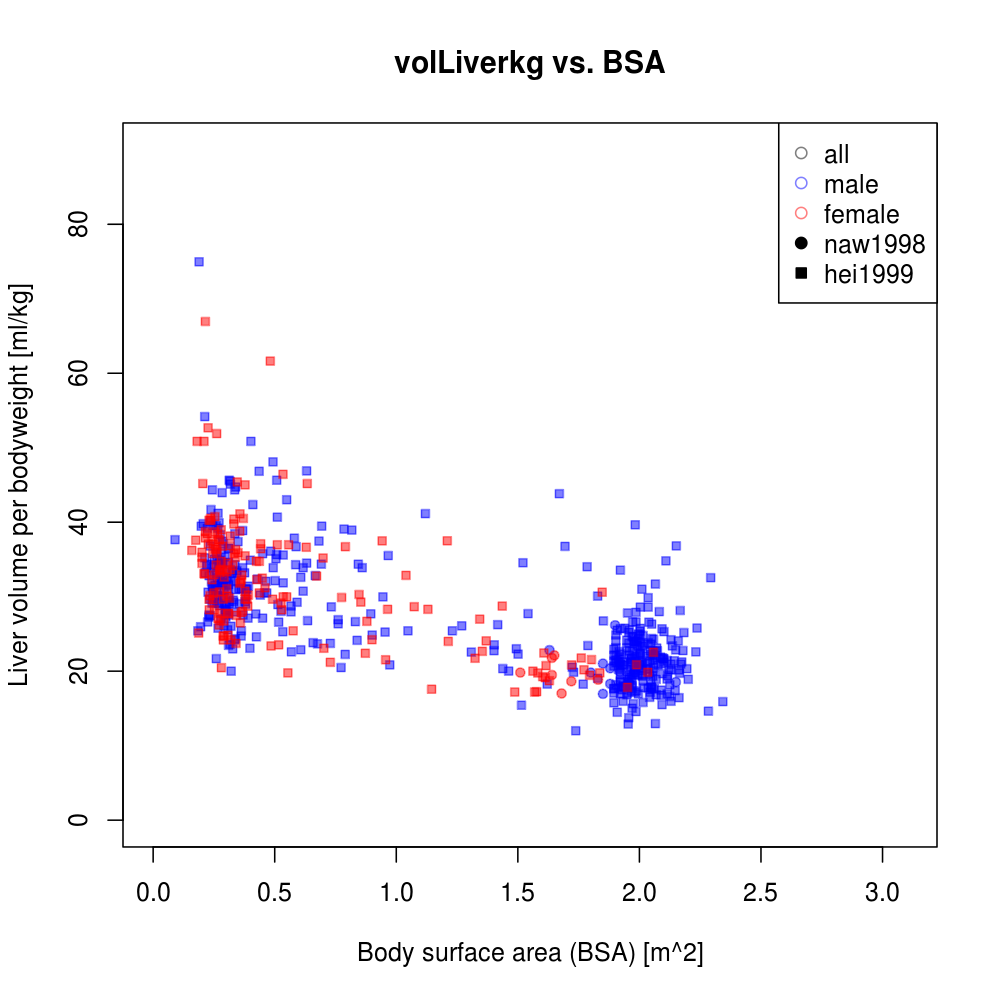 volLiverkg vs. BSA
all
male
female
naw1998
hei1999
Liver volume per bodyweight [ml/kg]
80
60
40
20
0
0.0 0.5 1.0 1.5 2.0 2.5 3.0
Body surface area (BSA) [m^2]